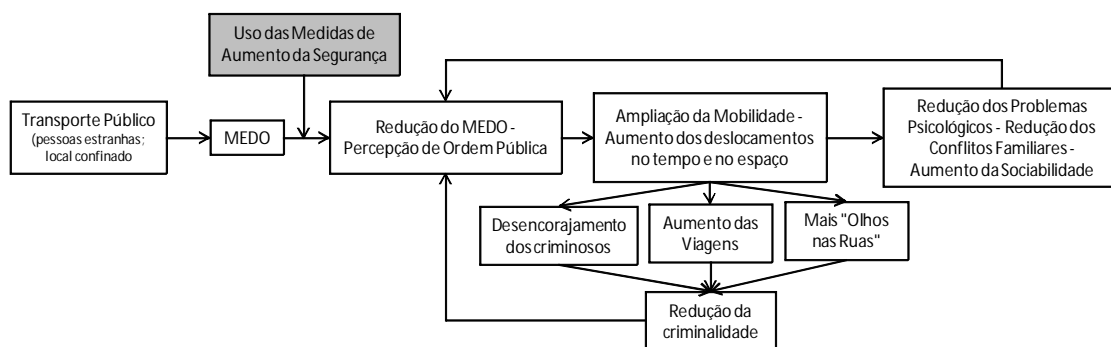 Uso das Medidas de
Aumento da Segurança
Transporte Público
(pessoas estranhas;
local confinado
MEDO
Redução do MEDO -
Percepção de Ordem Pública
Ampliação da Mobilidade -
Aumento dos deslocamentos
no tempo e no espaço
Redução dos Problemas
Psicológicos - Redução dos
Conflitos Familiares -
Aumento da Sociabilidade
Desencorajamento
dos criminosos
Aumento das
Viagens
Mais "Olhos
nas Ruas"
Redução da
criminalidade